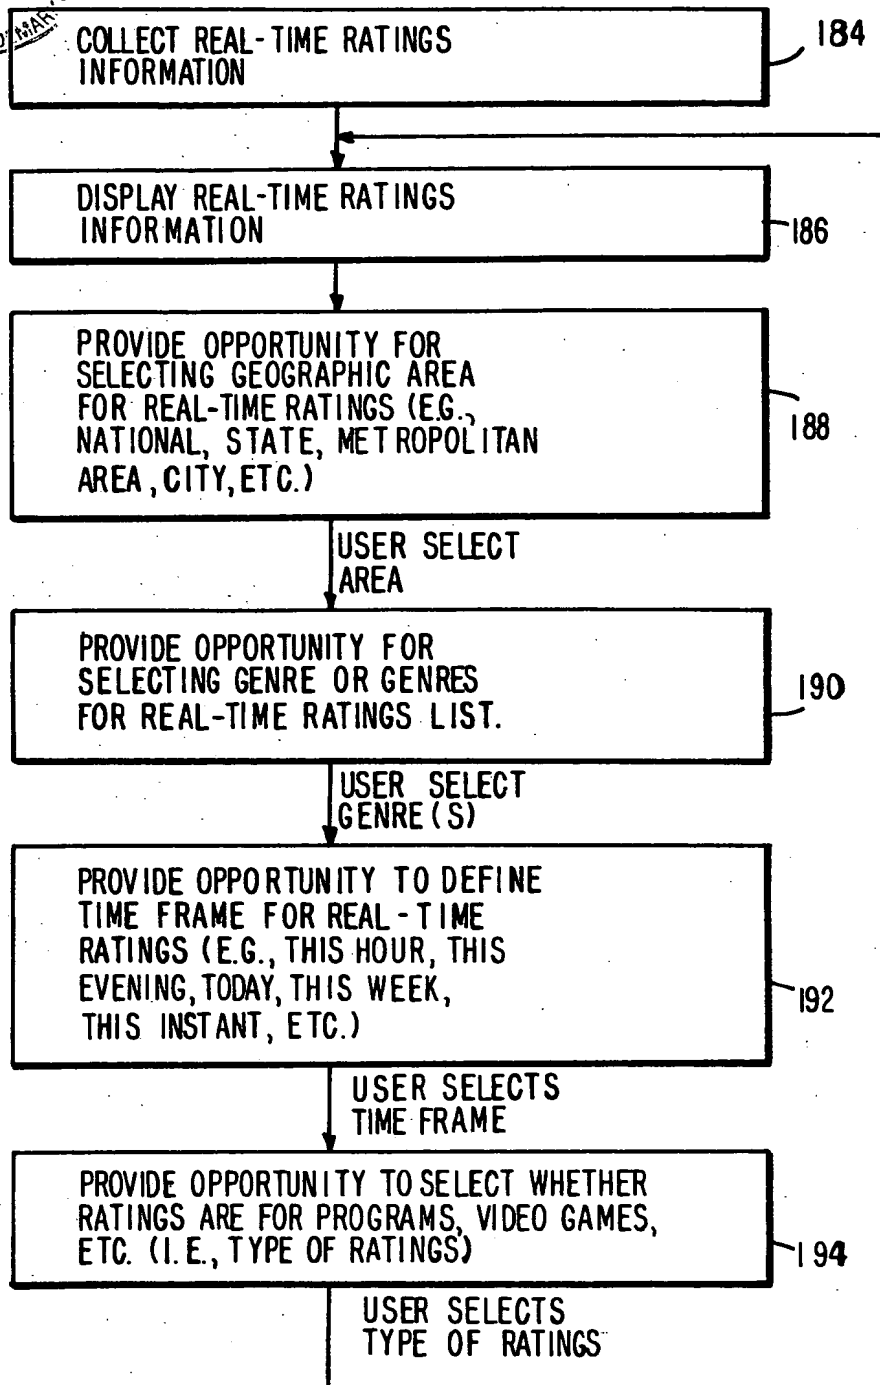 COLLECT REAL-TIME RATINGS
INFORMATION
184
DISPLAY REAL-TIME RATINGS
INFORMATION
186
PROVIDE OPPORTUNITY FOR
SELECTING GEOGRAPHIC AREA
FOR REAL-TIME RATINGS (E.G.,
NATIONAL, STATE, METROPOLITAN
AREA, CITY, ETC.)
188
USER SELECT
AREA
PROVIDE OPPORTUNITY FOR
SELECTING GENRE OR GENRES
FOR REAL-TIME RATINGS LIST.
190
USER SELECT
GENRE(S)
PROVIDE OPPORTUNITY TO DEFINE
TIME FRAME FOR REAL-TIME
RATINGS (E.G., THIS HOUR, THIS
EVENING, TODAY, THIS WEEK,
THIS INSTANT, ETC.)
192
USER SELECTS
TIME FRAME
PROVIDE OPPORTUNITY TO SELECT WHETHER
RATINGS ARE FOR PROGRAMS, VIDEO GAMES,
ETC. (I.E., TYPE OF RATINGS)
194
USER SELECTS
TYPE OF RATINGS